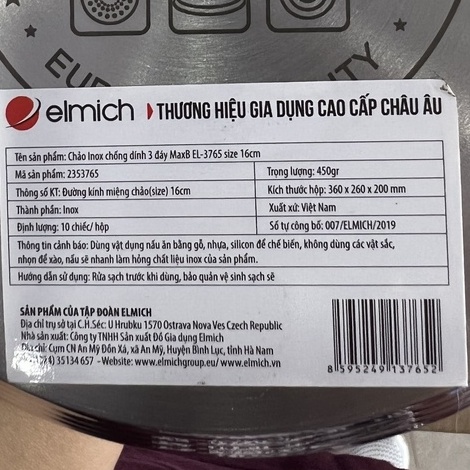 elmich THƯƠNG HIỆU GIA DỤNG CAO CẤP CHÂU ÂU
Tên sản phẩm: Chảo Inox chống dính 3 đáy MaxB EL-3765 size 16cm
Mã sản phẩm: 2353765 Trọng lượng: 450gr
Thông số KT: Đường kính miệng chảo(size) 16cm Kích thước hộp: 360 x 260 x 200 mm
Thành phần: Inox Xuất xứ: Việt Nam
Định lượng: 10 chiếc/ hộp Số tự công bố: 007/ELMICH/2019
Thông tin cảnh báo: Dùng vật dụng nấu ăn bằng gỗ, nhựa, silicon để chế biến, không dùng các vật sắc,
nhọn để xào, nấu sẽ nhanh làm hỏng chất liệu inox của sản phẩm.
Hướng dẫn sử dụng: Rửa sạch trước khi dùng, bảo quản vệ sinh sạch sẽ
SẢN PHẨM CỦA TẬP ĐOÀN ELMICH
Địa chỉ trụ sở tại C.H.Séc: U Hrubku 1570 Ostrava Nova Ves Czech Republic
Nhà sản xuất: Công ty TNHH Sản xuất Đồ Gia dụng Elmich
Địa chỉ: Cụm CN An Mỹ Đồn Xá, xã An Mỹ, Huyện Bình Lục, tỉnh Hà Nam
35134 657 -Website: www.elmichgroup.eu/ www.elmich.vn
8 595249 137652